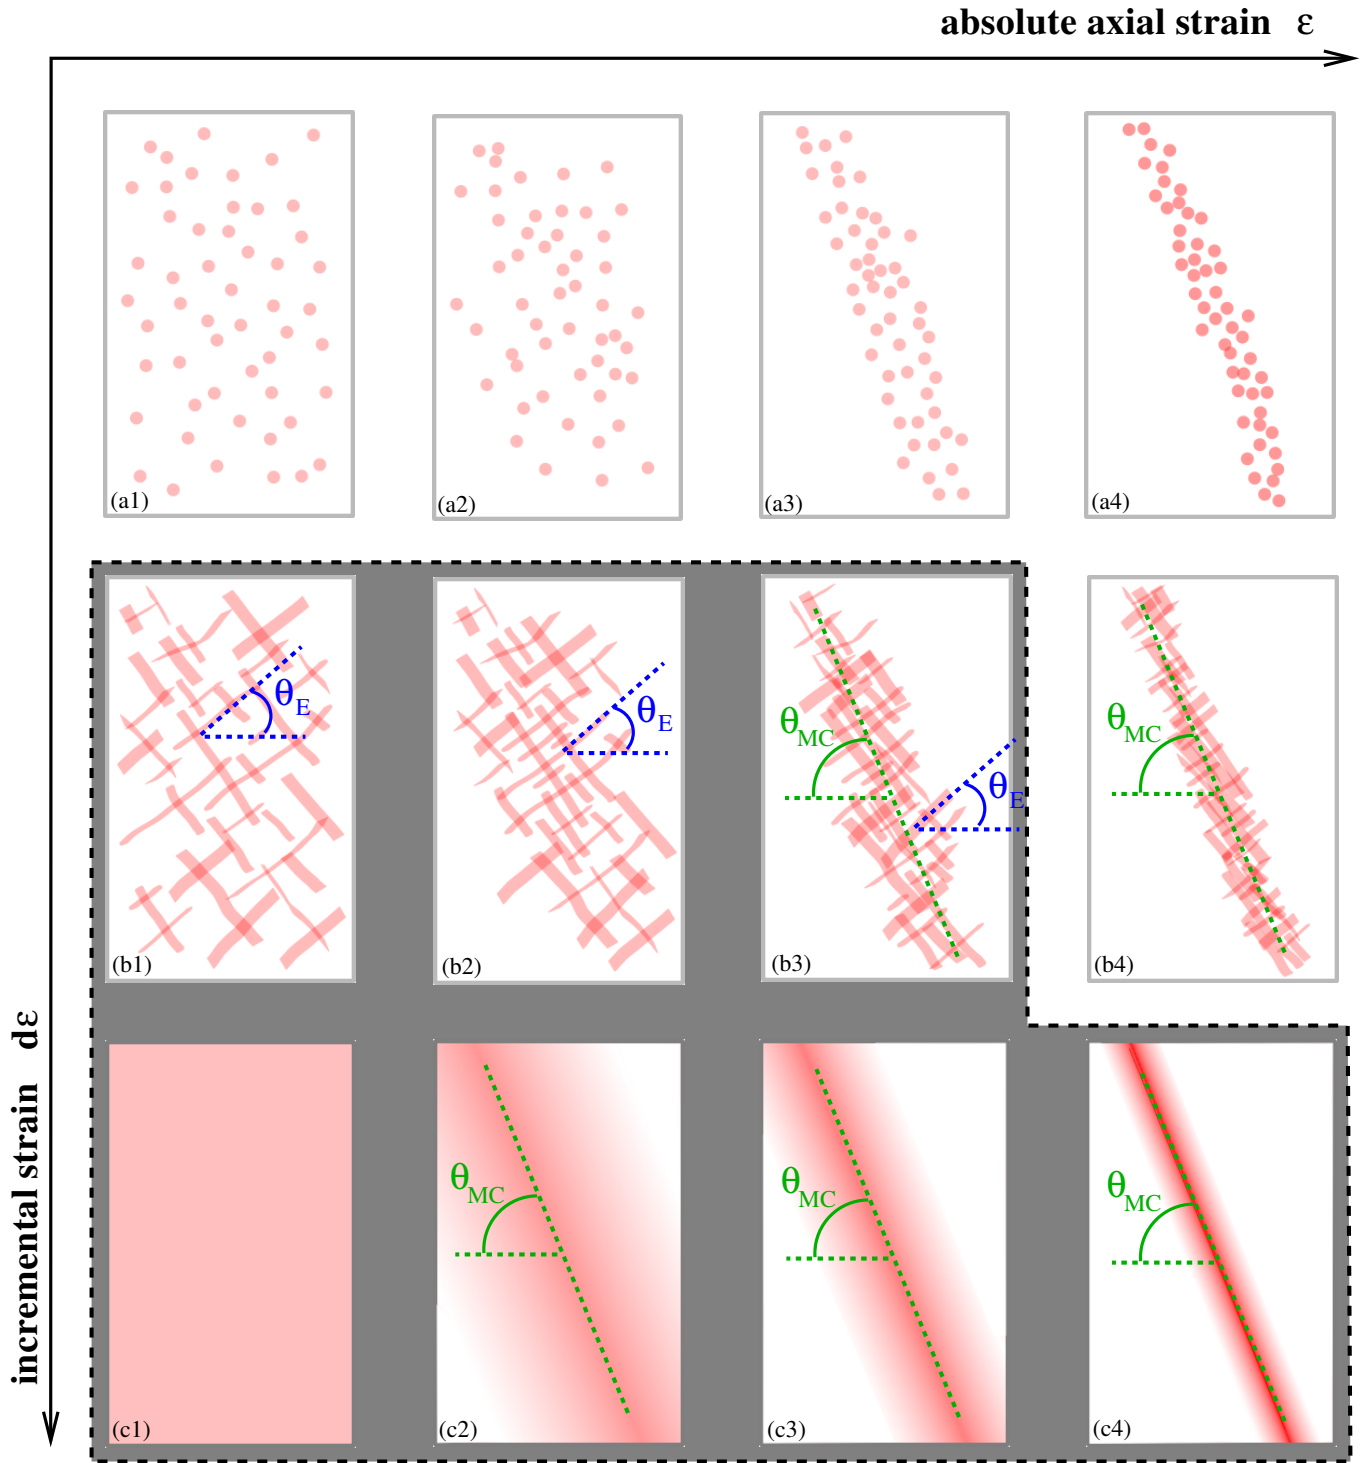 absolute axial strain ε
(a1)
(a2)
(a3)
(a4)
θE
θE
θMC
θE
θMC
(b1)
(b2)
(b3)
(b4)
incremental strain dε
θMC
θMC
θMC
(c1)
(c2)
(c3)
(c4)